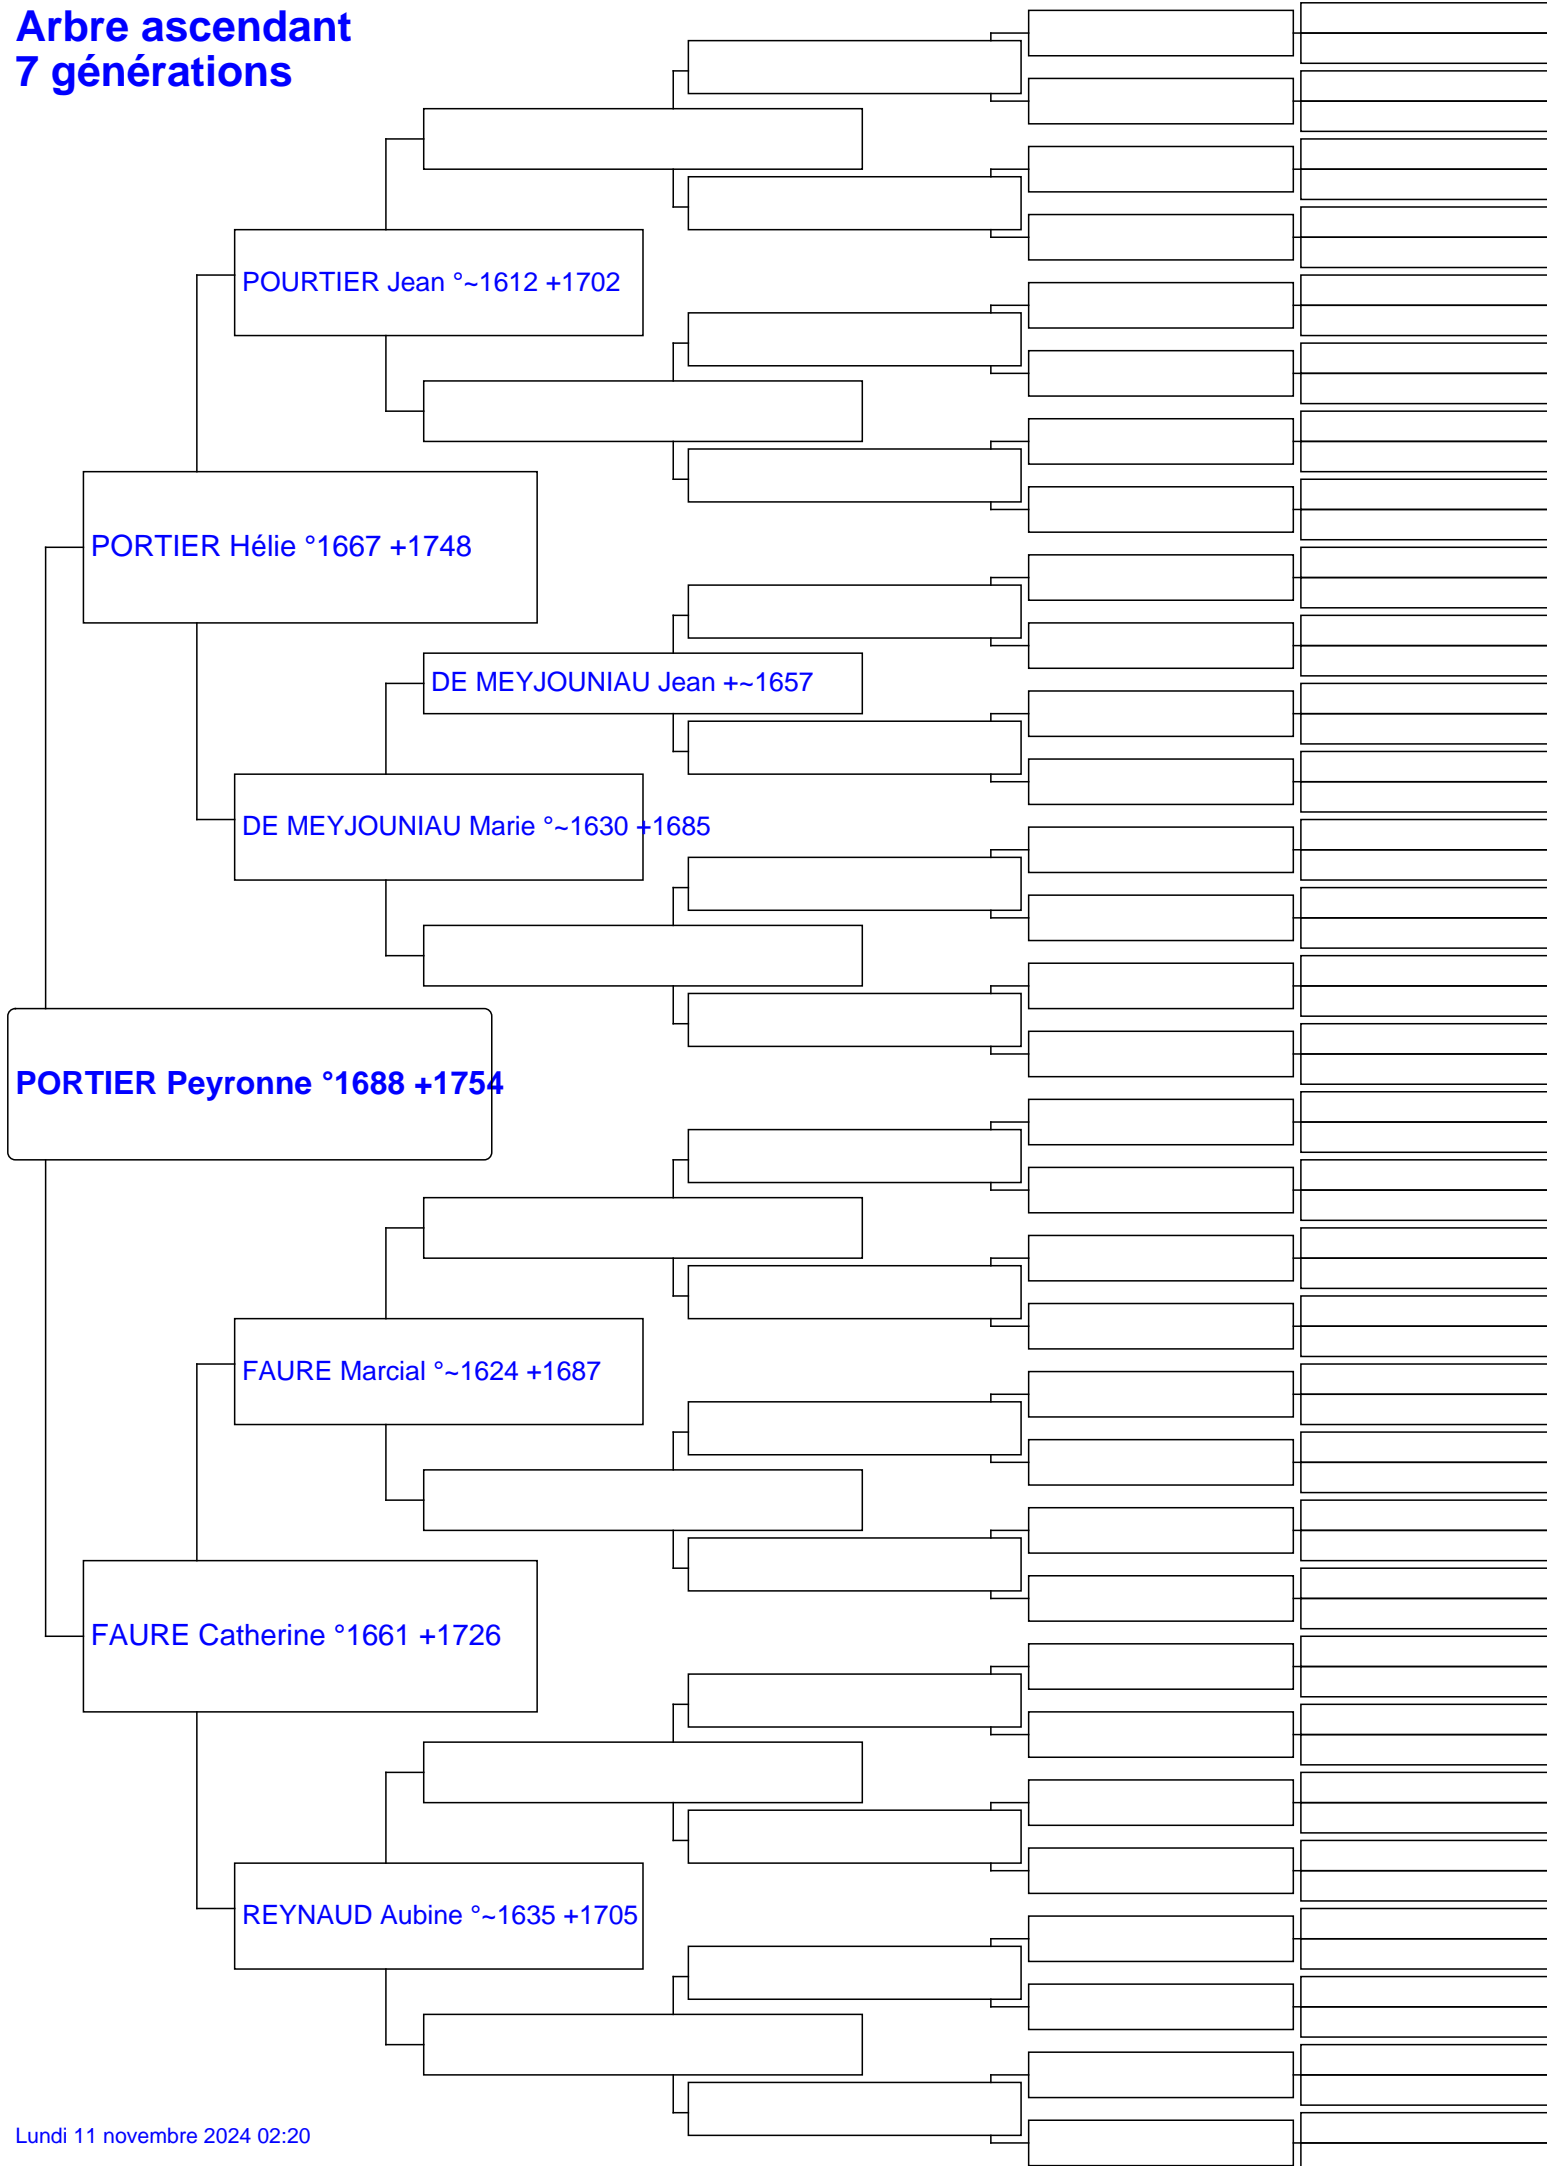 Arbre ascendant
7 générations
POURTIER Jean °~1612 +1702
PORTIER Hélie °1667 +1748
DE MEYJOUNIAU Jean +~1657
DE MEYJOUNIAU Marie °~1630 +1685
PORTIER Peyronne °1688 +1754
FAURE Marcial °~1624 +1687
FAURE Catherine °1661 +1726
REYNAUD Aubine °~1635 +1705
Lundi 11 novembre 2024 02:20